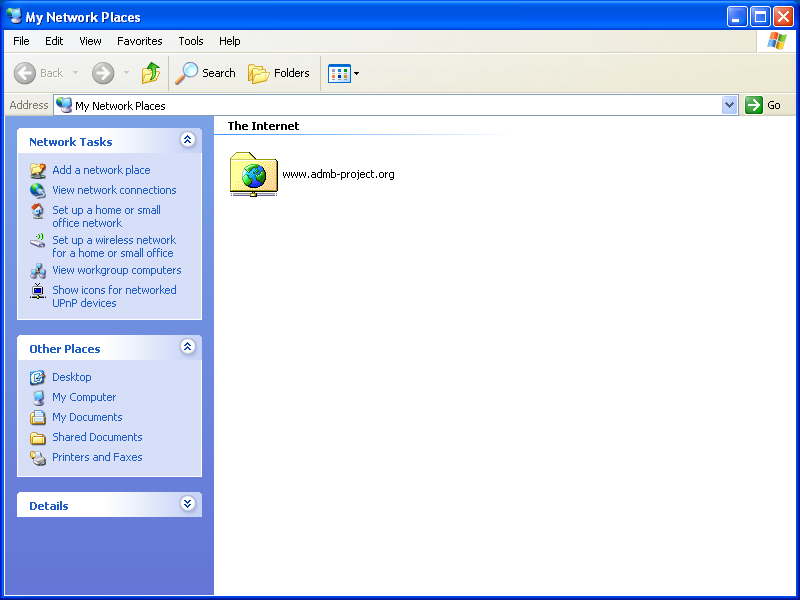 My Network Places
File Edit View Favorites Tools Help
Back Search Folders
Address My Network Places Go
Network Tasks
Add a network place
View network connections
Set up a home or small
office network
Set up a wireless network
for a home or small office
View workgroup computers
Show icons for networked
UPnP devices
Other Places
Desktop
My Computer
My Documents
Shared Documents
Printers and Faxes
Details
The Internet
www.admb-project.org